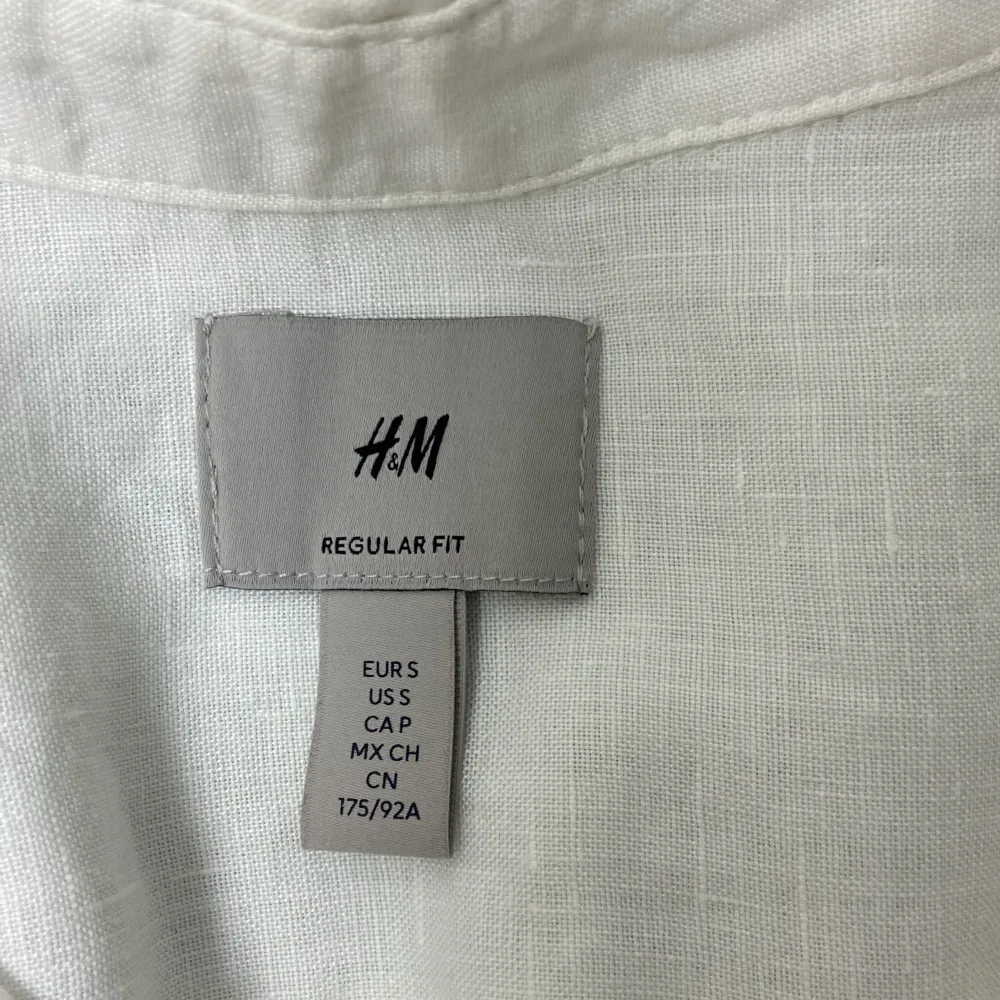 H&M
REGULAR FIT
EUR S
US S
CA P
MX CH
CN
175/92A